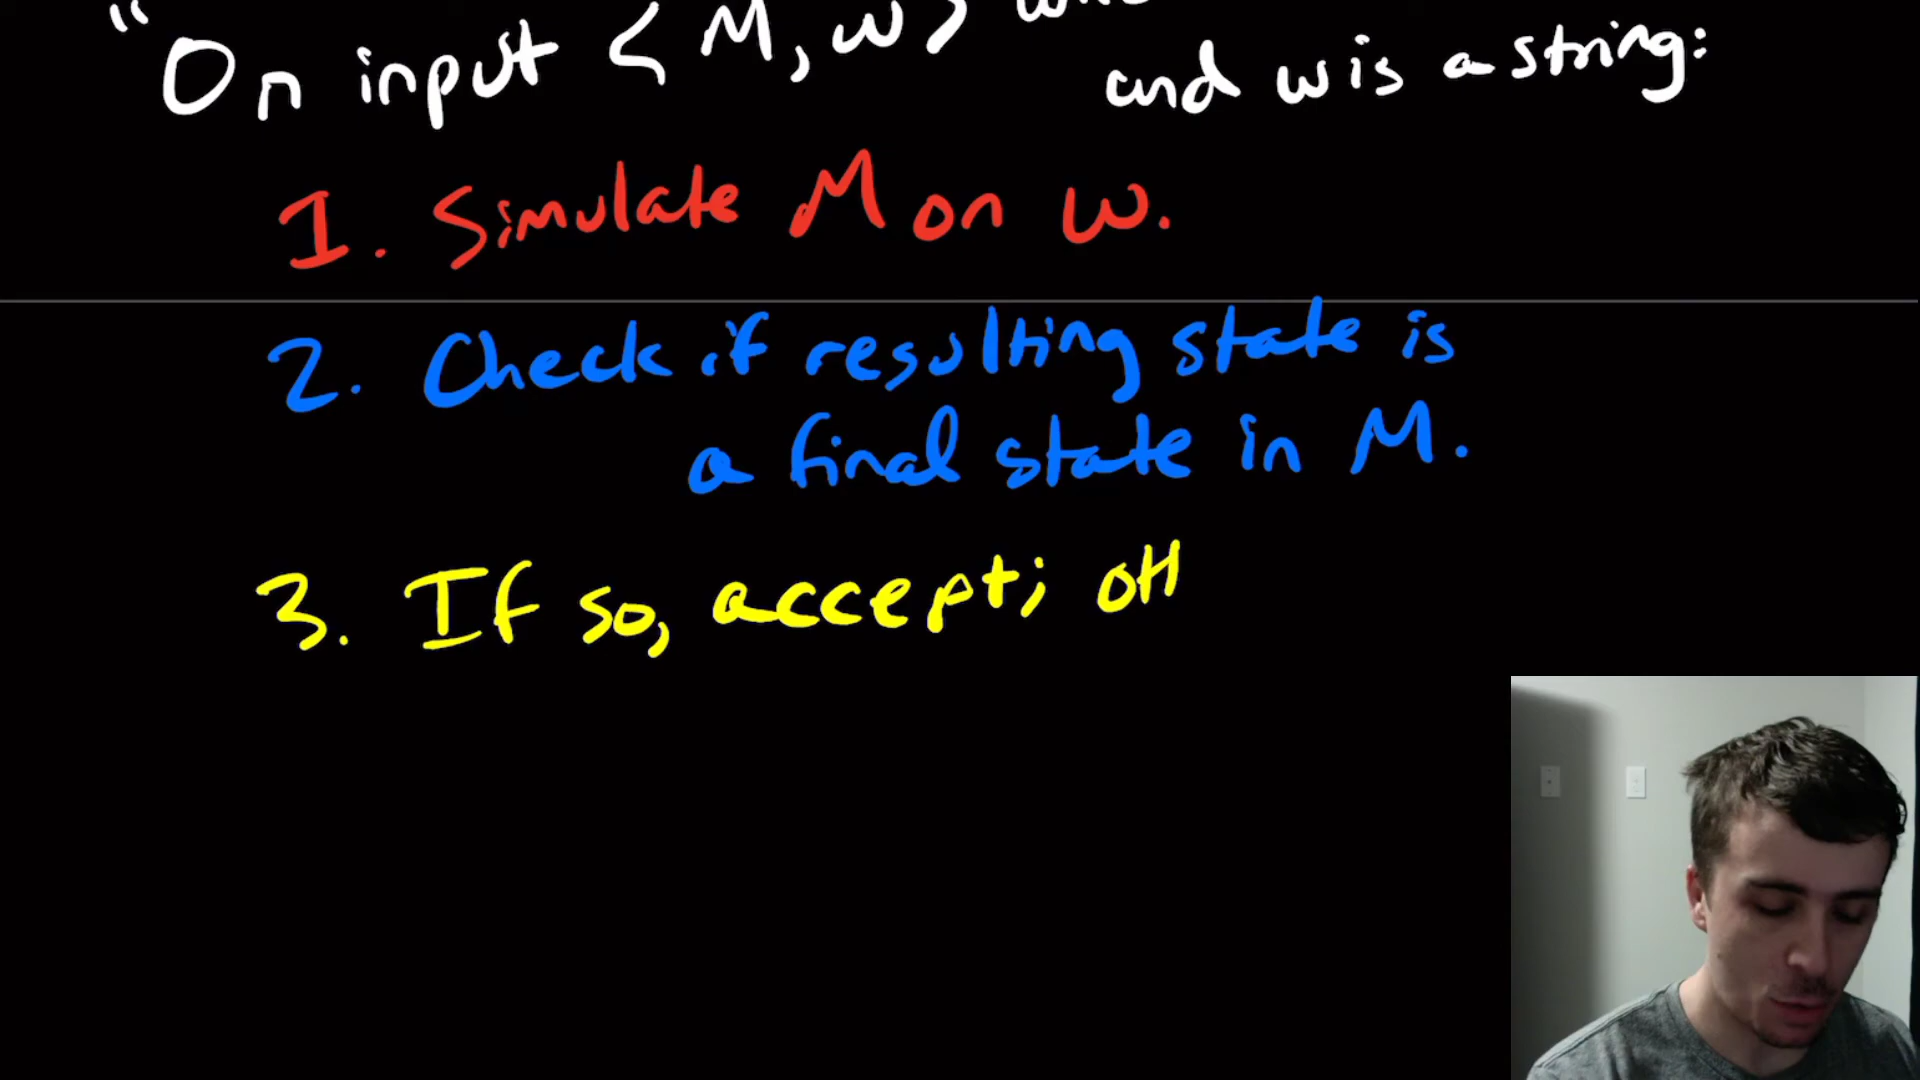 "On input < M, w >
and w is a string:
1. Simulate M on w.
2. Check if resulting state is
a final state in M.
3. If so, accept; ot